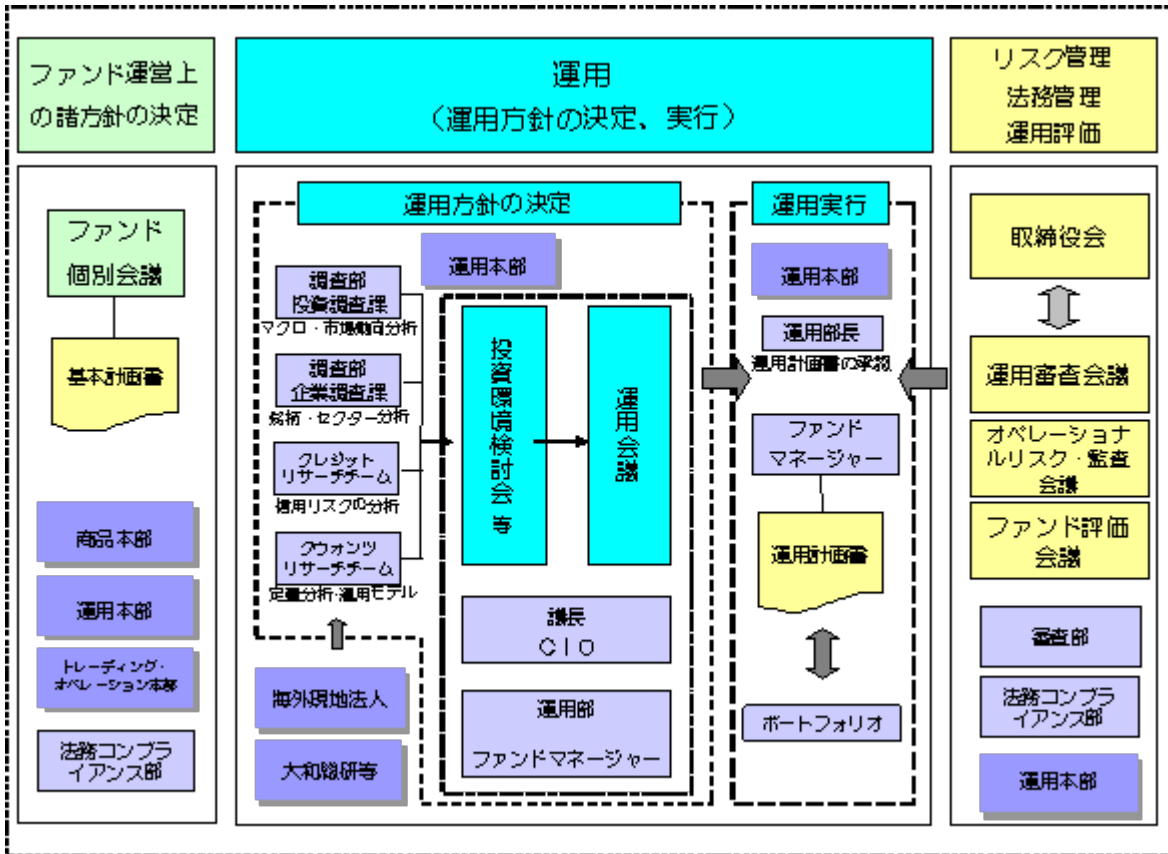 ファンド運営上
の諸方針の決定
運用
（運用方針の決定、実行）
リスク管理
法務管理
運用評価
ファンド
個別会議
基本計画書
商品本部
運用本部
トレーディング・
オペレーション本部
法務コンプラ
イアンス部
運用方針の決定
運用本部
調査部
投資調査課
マクロ・市場動向分析
調査部
企業調査課
銘柄・セクター分析
クレジット
リサーチチーム
信用リスクの分析
クウォンツ
リサーチチーム
定量分析・運用モデル
海外現地法人
大和総研等
投資環境検討会 等
運用会議
議長
ＣＩＯ
運用部
ファンドマネージャー
運用実行
運用本部
運用部長
運用計画書の承認
ファンド
マネージャー
運用計画書
ポートフォリオ
取締役会
運用審査会議
オペレーショナ
ルリスク・監査
会議
ファンド評価
会議
審査部
法務コンプラ
イアンス部
運用本部